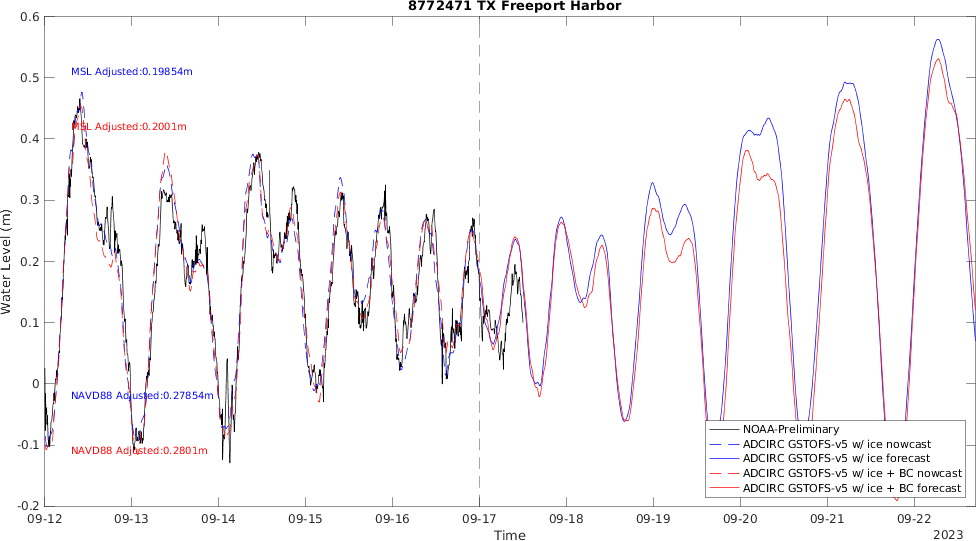 8772471 TX Freeport Harbor
0.6
0.5
0.4
0.3
0.2
0.1
0
-0.1
-0.2
Water Level (m)
MSL Adjusted:0.19854m
MSL Adjusted:0.2001m
NAVD88 Adjusted:0.27854m
NAVD88 Adjusted:0.2801m
NOAA-Preliminary
ADCIRC GSTOFS-v5 w/ ice nowcast
ADCIRC GSTOFS-v5 w/ ice forecast
ADCIRC GSTOFS-v5 w/ ice + BC nowcast
ADCIRC GSTOFS-v5 w/ ice + BC forecast
09-12 09-13 09-14 09-15 09-16 09-17 09-18 09-19 09-20 09-21 09-22
Time
2023